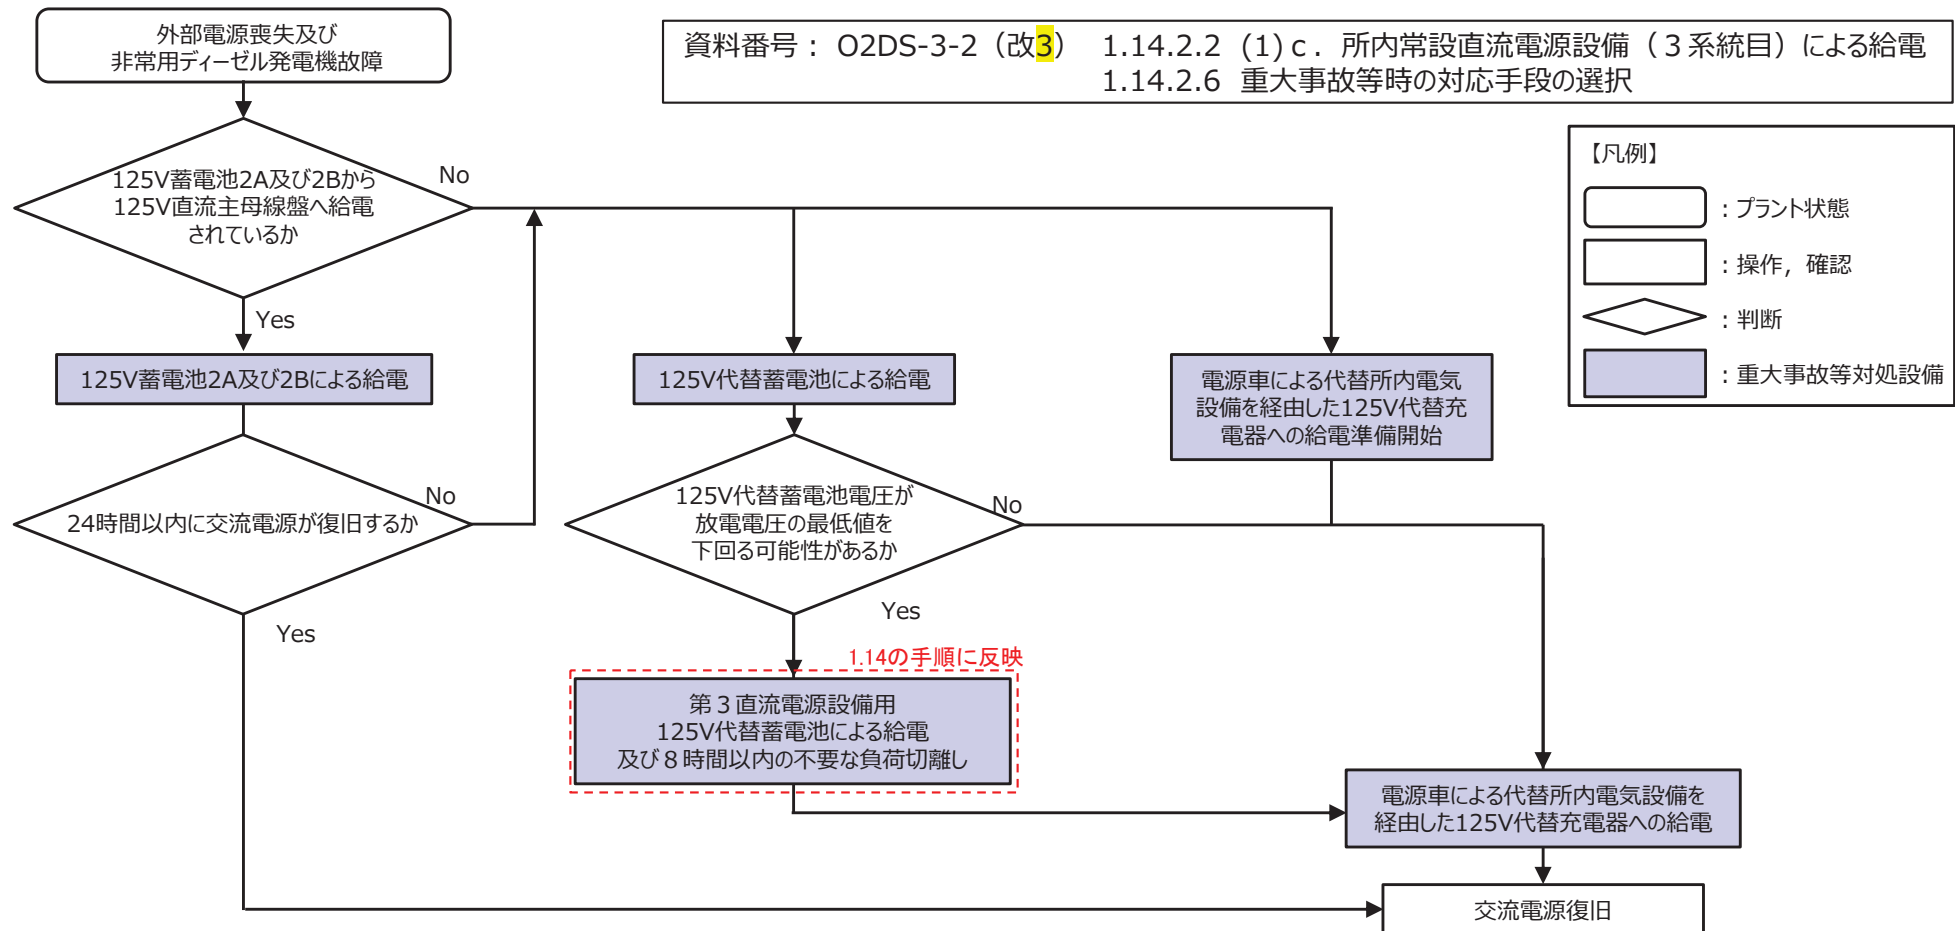 外部電源喪失及び
非常用ディーゼル発電機故障
資料番号： O2DS-3-2（改3） 1.14.2.2 (1)ｃ．所内常設直流電源設備（３系統目）による給電
1.14.2.6 重大事故等時の対応手段の選択
【凡例】
：プラント状態
：操作，確認
：判断
：重大事故等対処設備
125V蓄電池2A及び2Bから
125V直流主母線盤へ給電
されているか
No
Yes
125V蓄電池2A及び2Bによる給電
125V代替蓄電池による給電
電源車による代替所内電気
設備を経由した125V代替充
電器への給電準備開始
24時間以内に交流電源が復旧するか
No
Yes
125V代替蓄電池電圧が
放電電圧の最低値を
下回る可能性があるか
No
Yes
1.14の手順に反映
第３直流電源設備用
125V代替蓄電池による給電
及び８時間以内の不要な負荷切離し
電源車による代替所内電気設備を
経由した125V代替充電器への給電
交流電源復旧